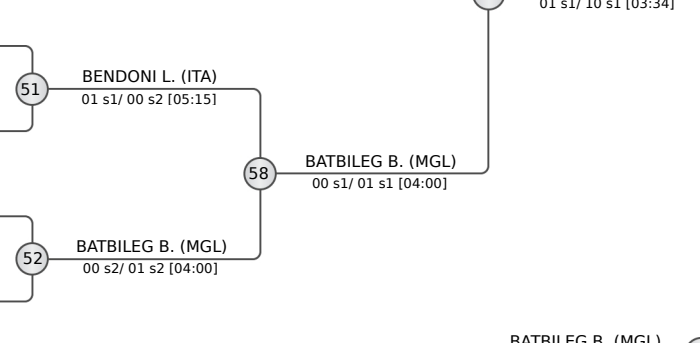 01 s1/ 10 s1 [03:34]
51
BENDONI L. (ITA)
01 s1/ 00 s2 [05:15]
58
BATBILEG B. (MGL)
00 s1/ 01 s1 [04:00]
52
BATBILEG B. (MGL)
00 s2/ 01 s2 [04:00]
BATBILEG B. (MGL)